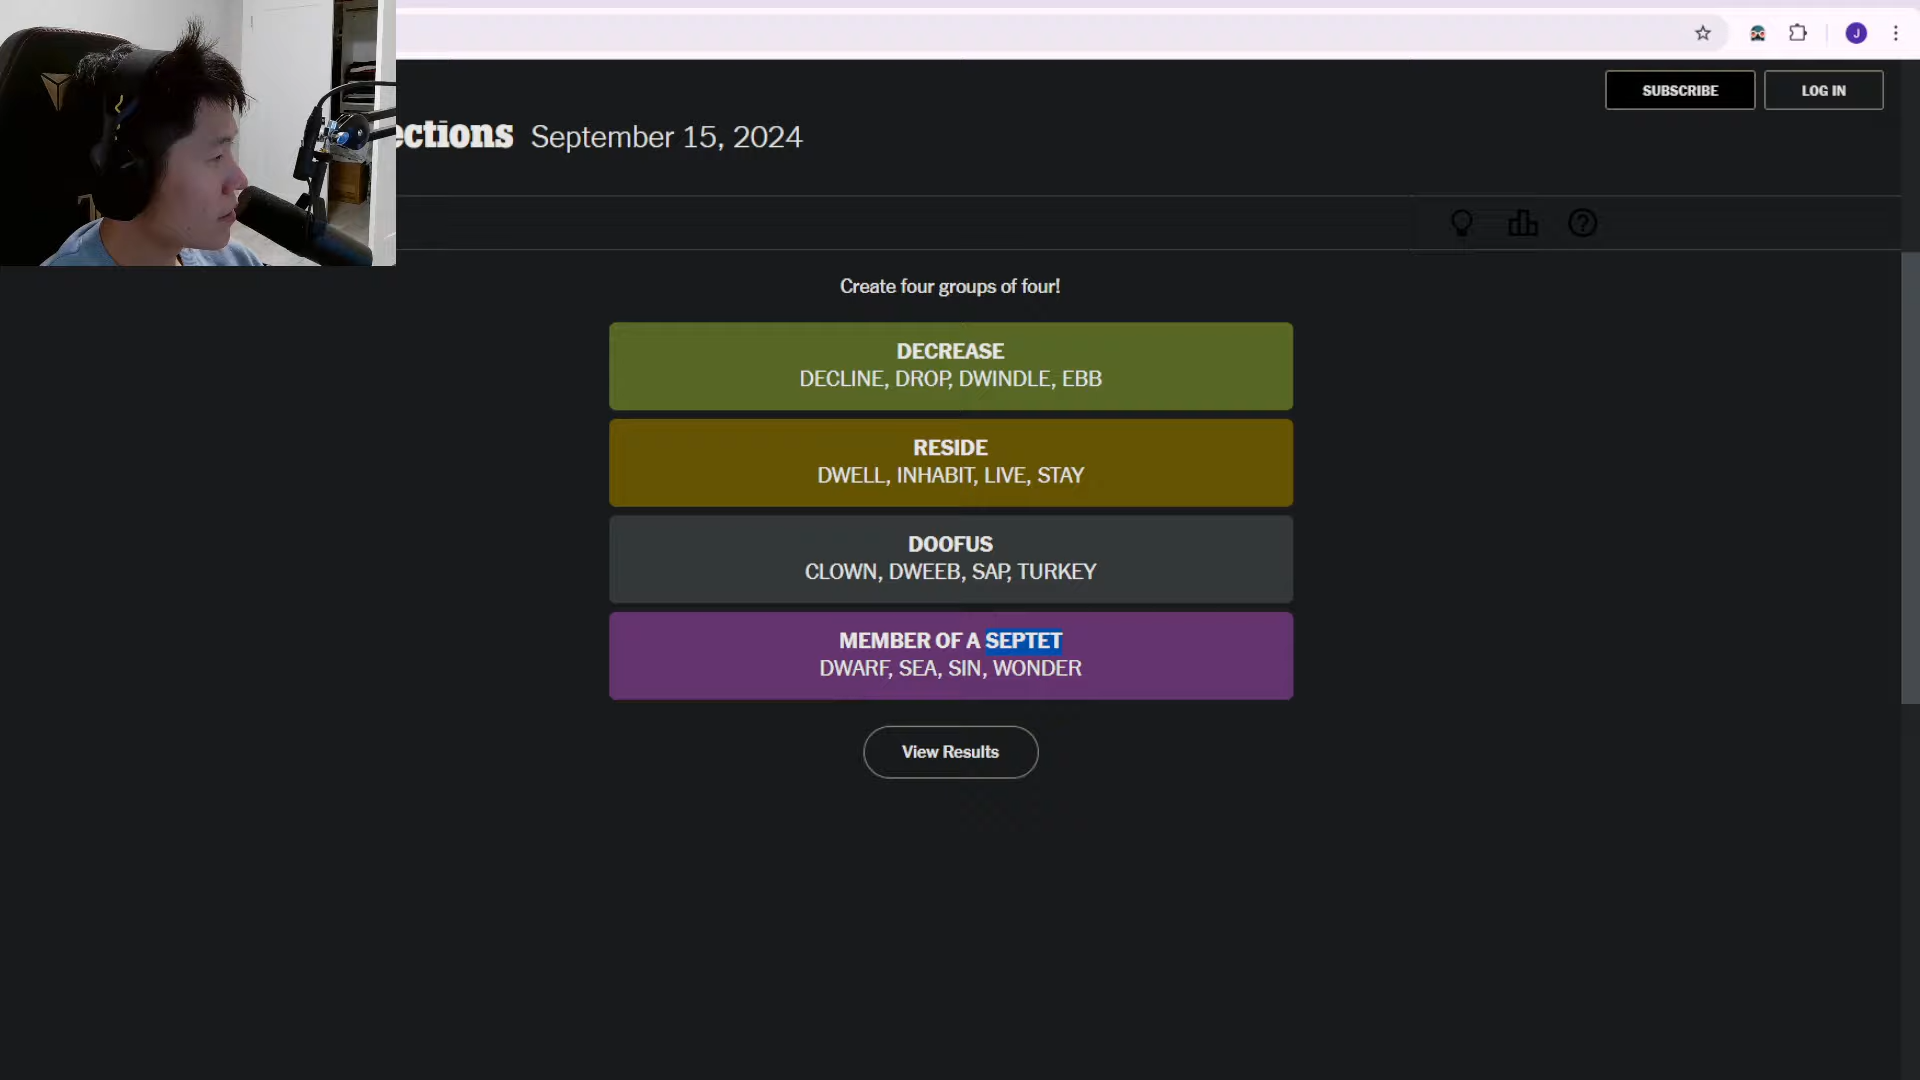 J
SUBSCRIBE
LOG IN
ections September 15, 2024
Create four groups of four!
DECREASE
DECLINE, DROP, DWINDLE, EBB
RESIDE
DWELL, INHABIT, LIVE, STAY
DOOFUS
CLOWN, DWEEB, SAP, TURKEY
MEMBER OF A SEPTET
DWARF, SEA, SIN, WONDER
View Results